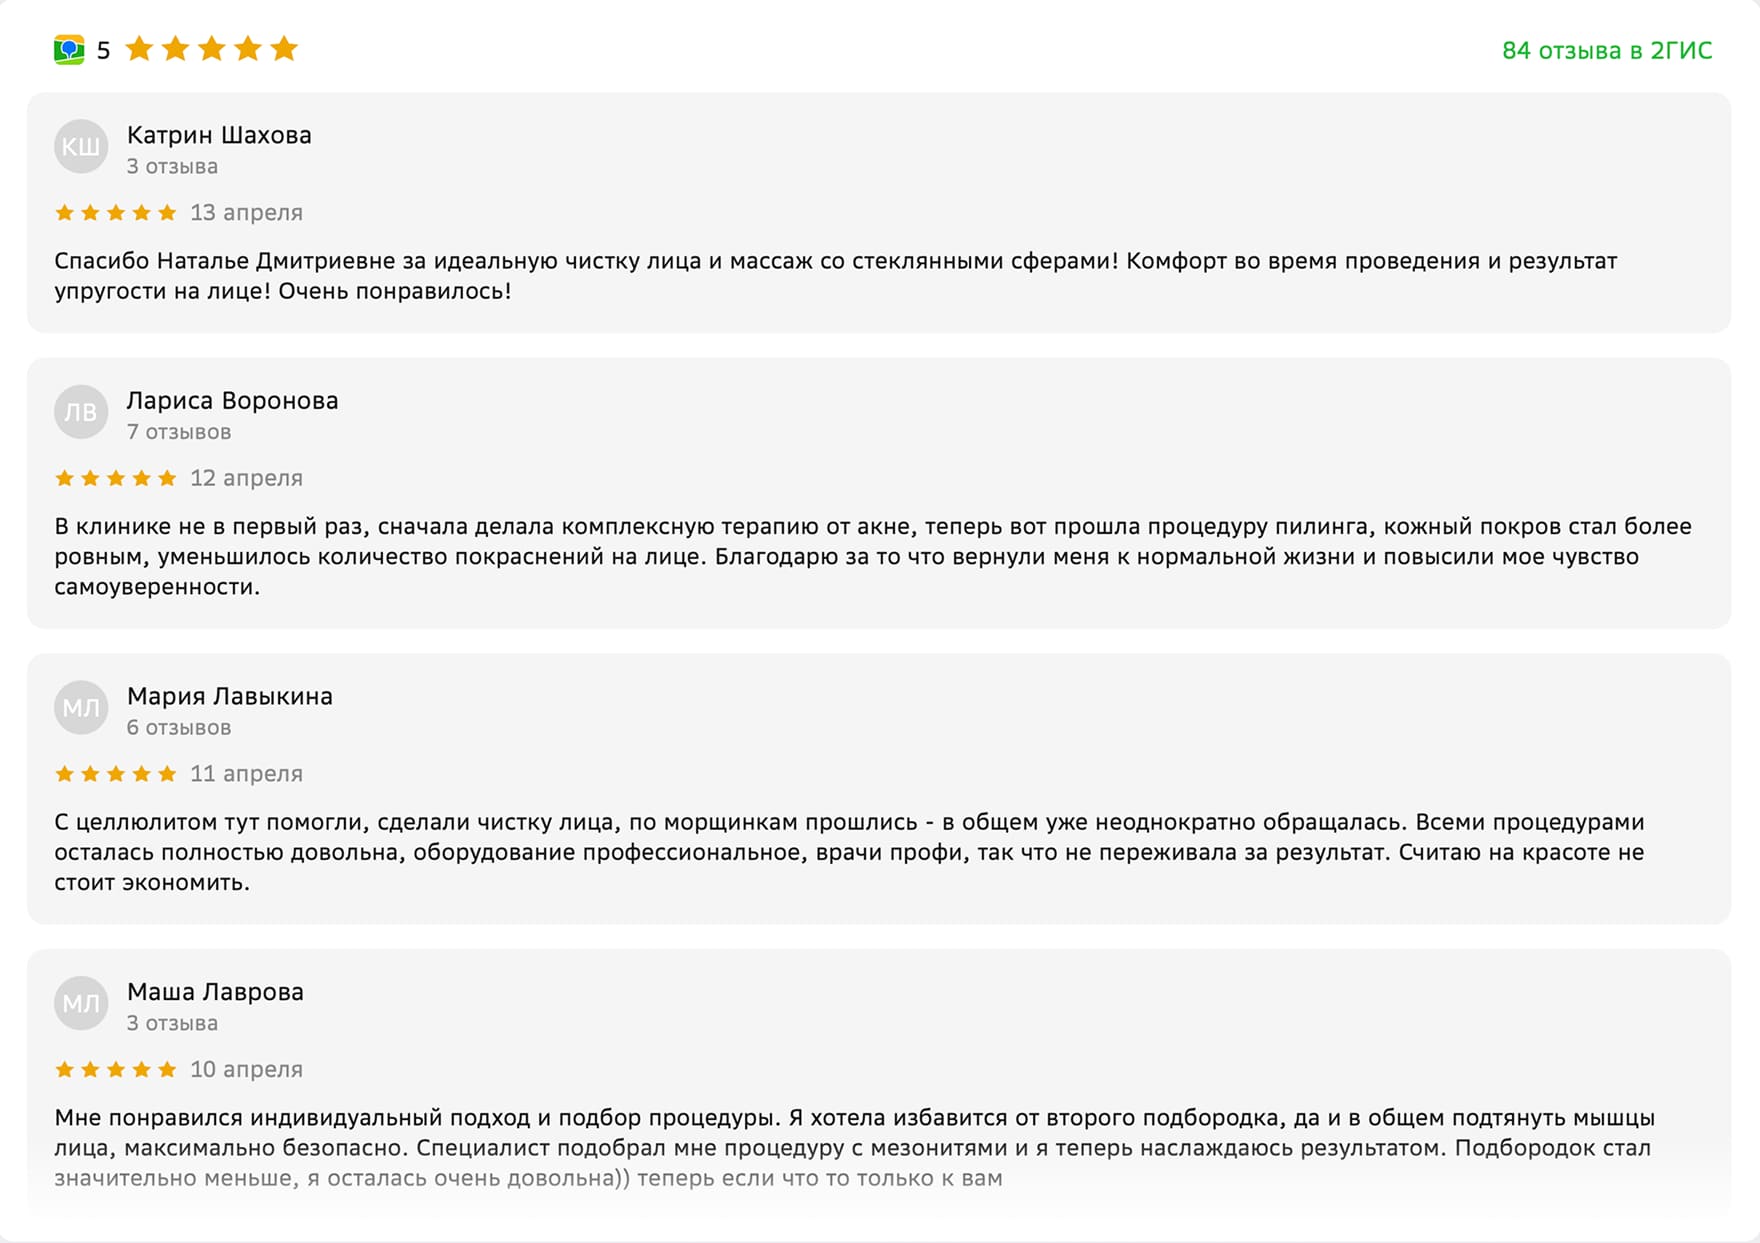 5
84 отзыва в 2ГИС
КШ
Катрин Шахова
3 отзыва
13 апреля
Спасибо Наталье Дмитриевне за идеальную чистку лица и массаж со стеклянными сферами! Комфорт во время проведения и результат
упругости на лице! Очень понравилось!
ЛВ
Лариса Воронова
7 отзывов
12 апреля
В клинике не в первый раз, сначала делала комплексную терапию от акне, теперь вот прошла процедуру пилинга, кожный покров стал более
ровным, уменьшилось количество покраснений на лице. Благодарю за то что вернули меня к нормальной жизни и повысили мое чувство
самоуверенности.
МЛ
Мария Лавыкина
6 отзывов
11 апреля
С целлюлитом тут помогли, сделали чистку лица, по морщинкам прошлись - в общем уже неоднократно обращалась. Всеми процедурами
осталась полностью довольна, оборудование профессиональное, врачи профи, так что не переживала за результат. Считаю на красоте не
стоит экономить.
МЛ
Маша Лаврова
3 отзыва
10 апреля
Мне понравился индивидуальный подход и подбор процедуры. Я хотела избавится от второго подбородка, да и в общем подтянуть мышцы
лица, максимально безопасно. Специалист подобрал мне процедуру с мезонитями и я теперь наслаждаюсь результатом. Подбородок стал
значительно меньше, я осталась очень довольна)) теперь если что то только к вам